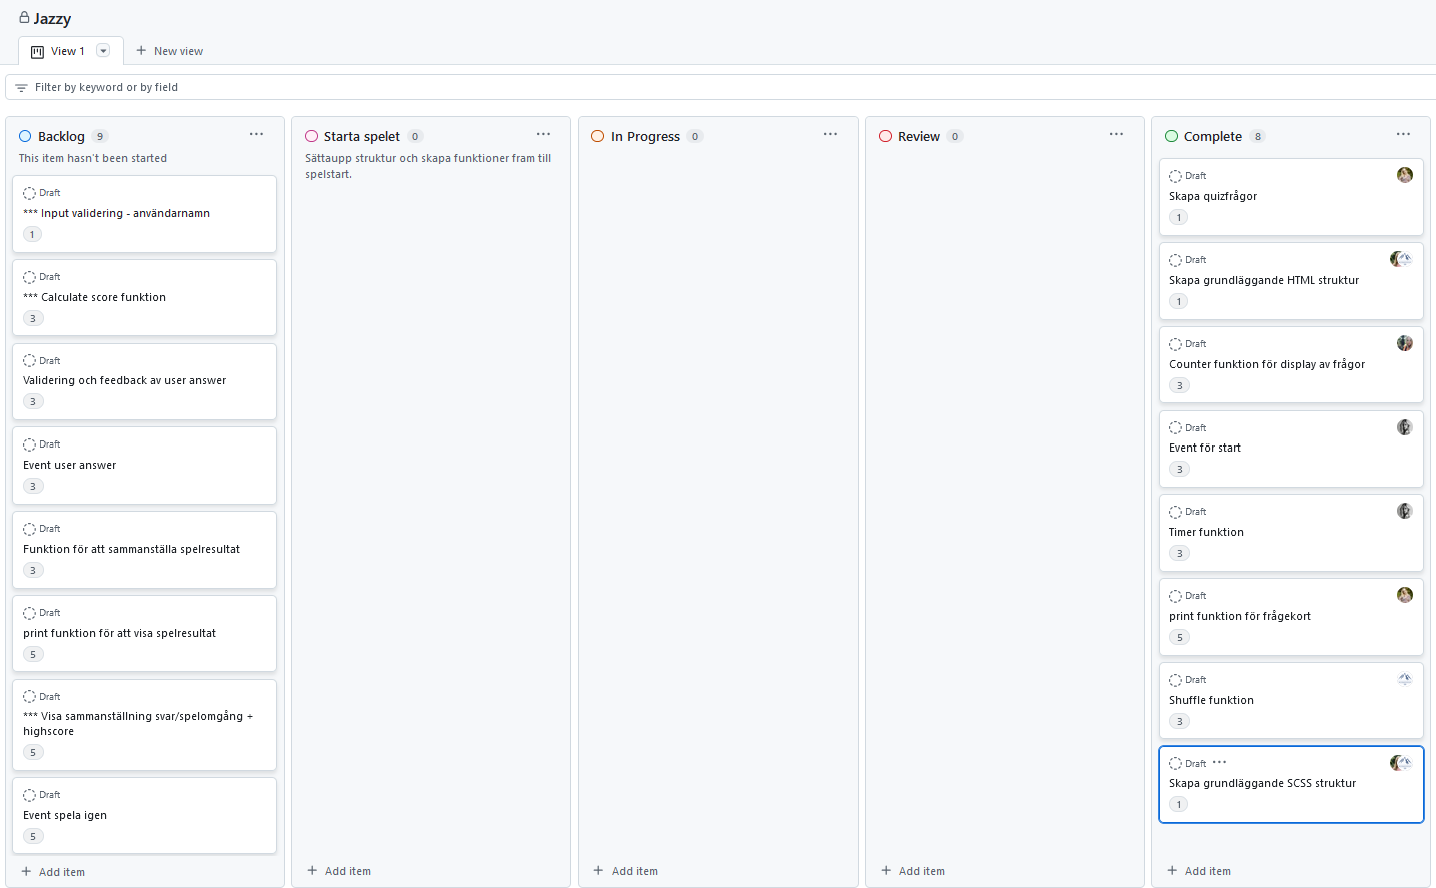 Jazzy
View 1
New view
Filter by keyword or by field
Backlog 9
This item hasn't been started
Draft
*** Input validering - användarnamn
1
Draft
*** Calculate score funktion
3
Draft
Validering och feedback av user answer
3
Draft
Event user answer
3
Draft
Funktion för att sammanställa spelresultat
3
Draft
print funktion för att visa spelresultat
5
Draft
*** Visa sammanställning svar/spelomgång +
highscore
5
Draft
Event spela igen
5
Add item
Starta spelet 0
Sättaupp struktur och skapa funktioner fram till
spelstart.
Add item
In Progress 0
Add item
Review 0
Add item
Complete 8
Draft
Skapa quizfrågor
1
Draft
Skapa grundläggande HTML struktur
1
Draft
Counter funktion för display av frågor
3
Draft
Event för start
3
Draft
Timer funktion
3
Draft
print funktion för frågekort
5
Draft
Shuffle funktion
3
Draft
Skapa grundläggande SCSS struktur
1
Add item